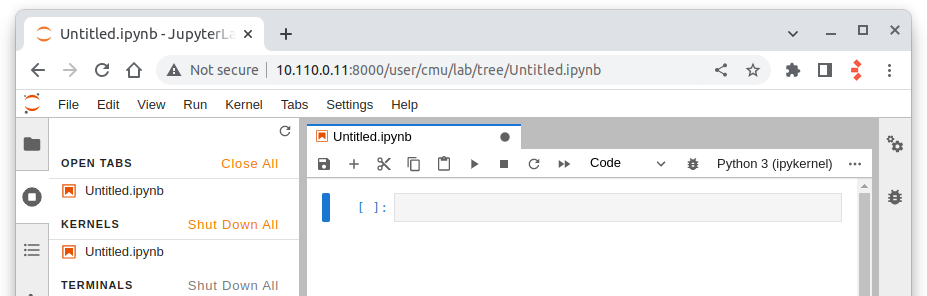 Untitled.ipynb - JupyterLa
Not secure | 10.110.0.11:8000/user/cmu/lab/tree/Untitled.ipynb
File Edit View Run Kernel Tabs Settings Help
Untitled.ipynb
OPEN TABS Close All
Code Python 3 (ipykernel)
Untitled.ipynb
[ ]:
KERNELS Shut Down All
Untitled.ipynb
TERMINALS Shut Down All